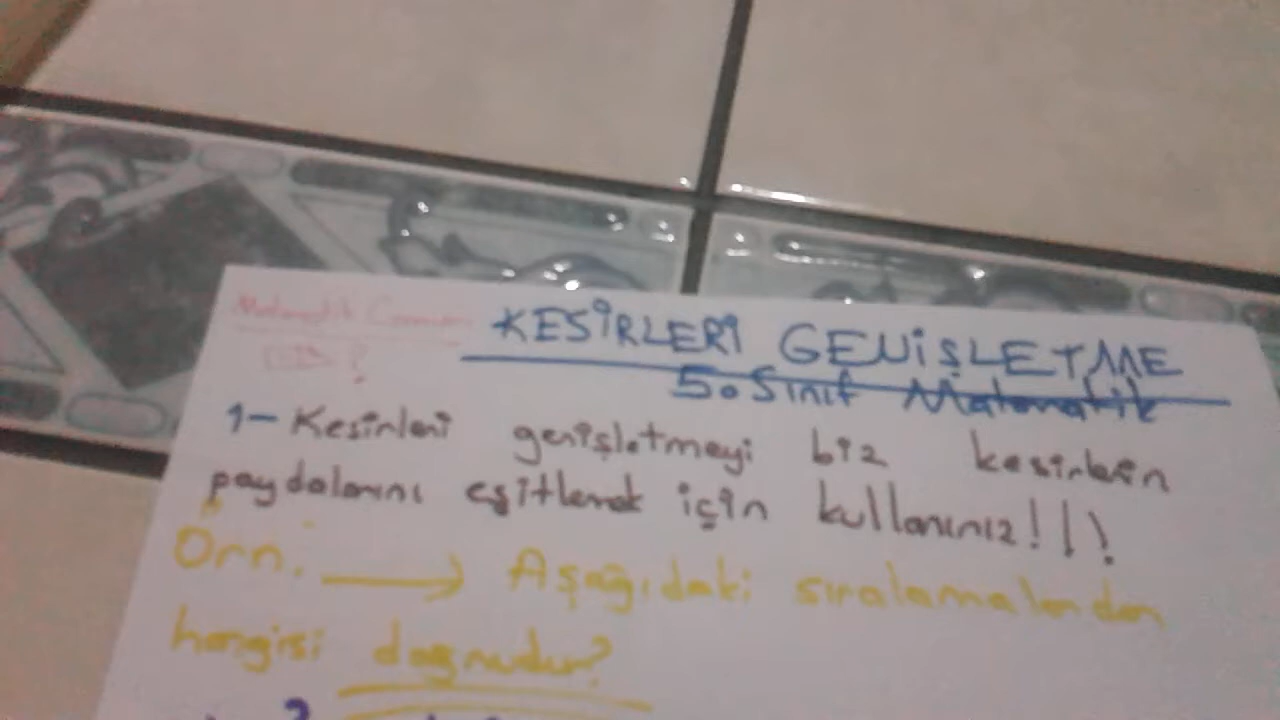 KESİRLERİ GENİŞLETME
5. Sınıf Matematik
1- Kesirleri genişletmeyi biz kesirlerin
paydalarını eşitlemek için kullanırız!!!
Örn. → Aşağıdaki sıralamalardan
hangisi doğrudur?